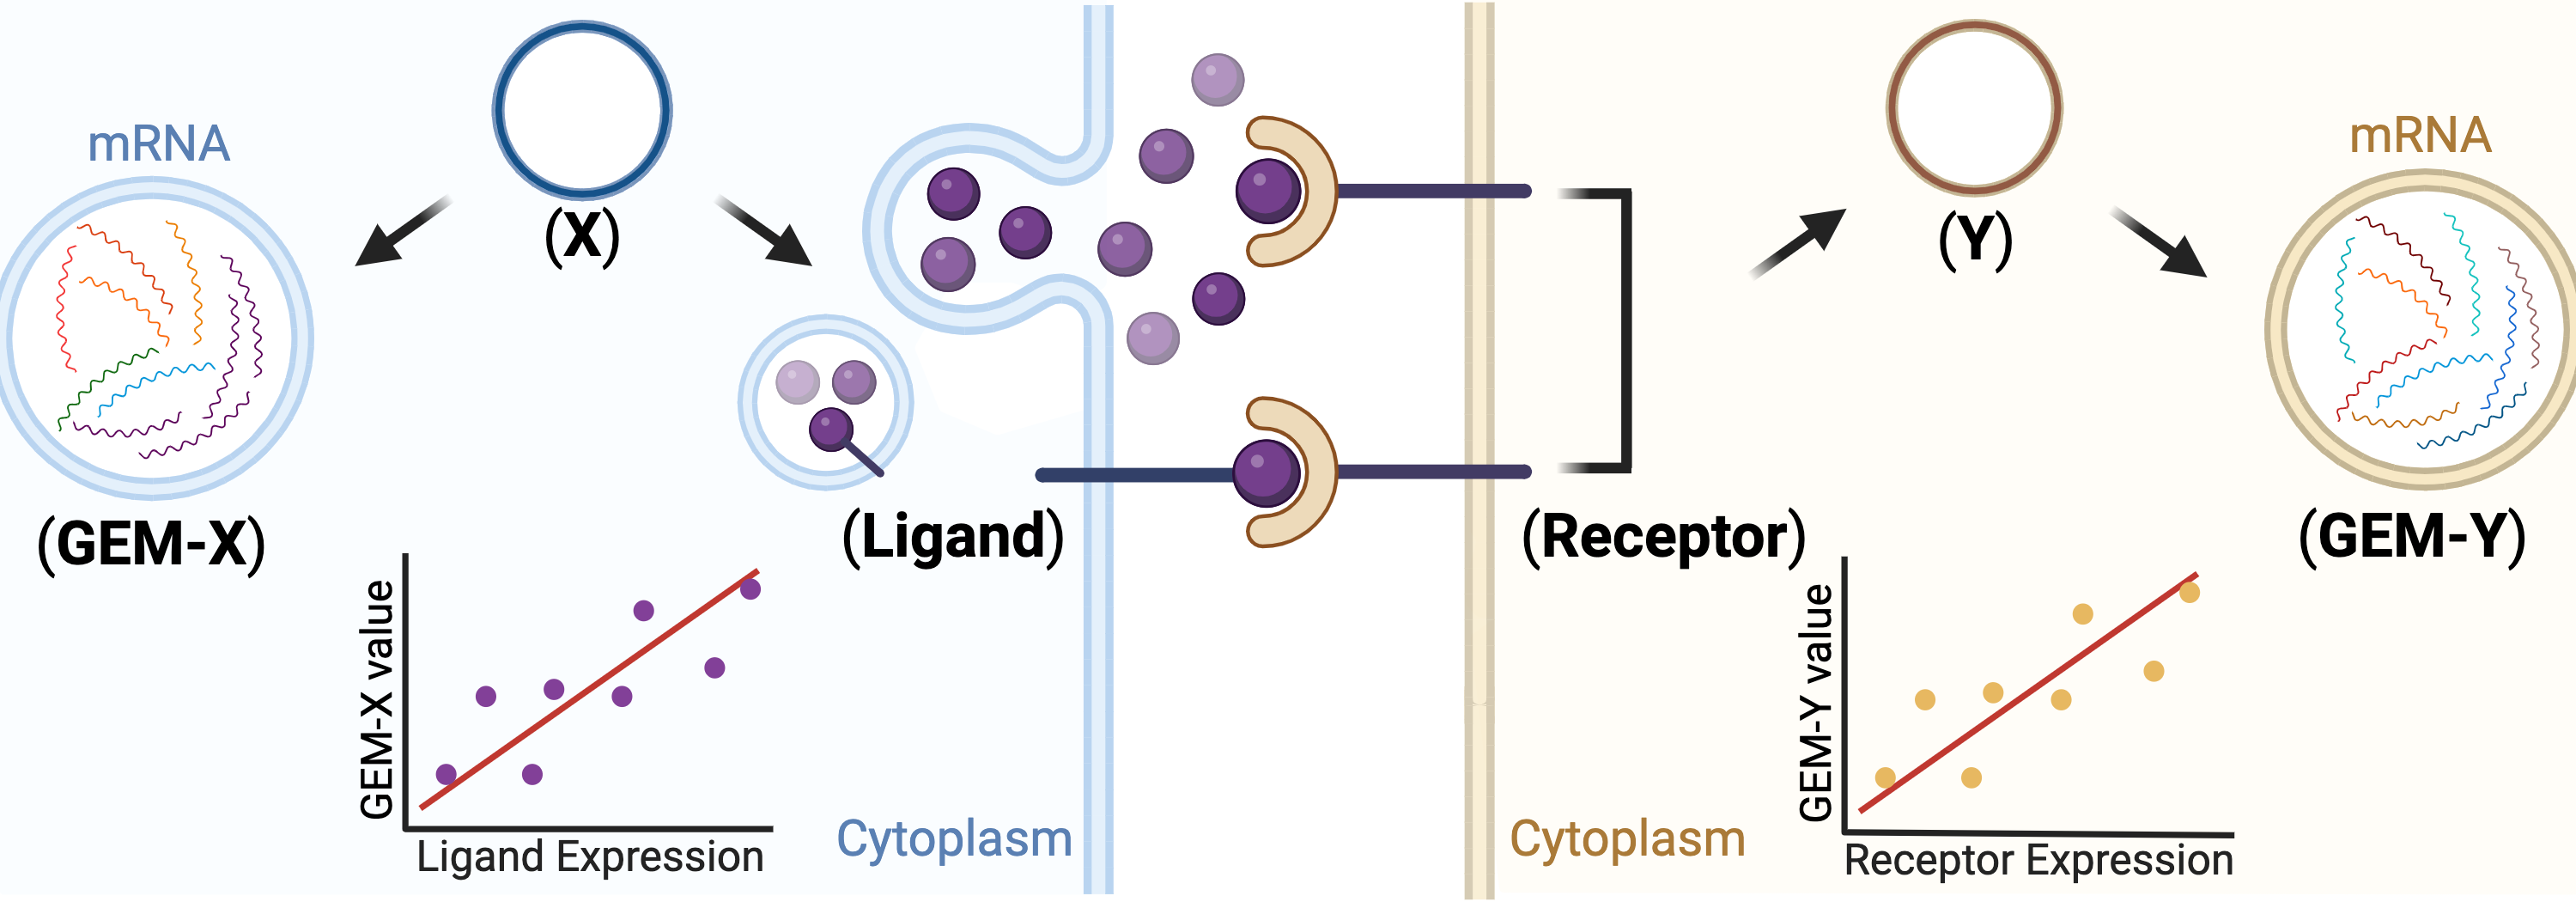 mRNA
(X)
(GEM-X)
(Ligand)
GEM-X value
Ligand Expression
Cytoplasm
(Receptor)
Cytoplasm
(Y)
mRNA
(GEM-Y)
GEM-Y value
Receptor Expression